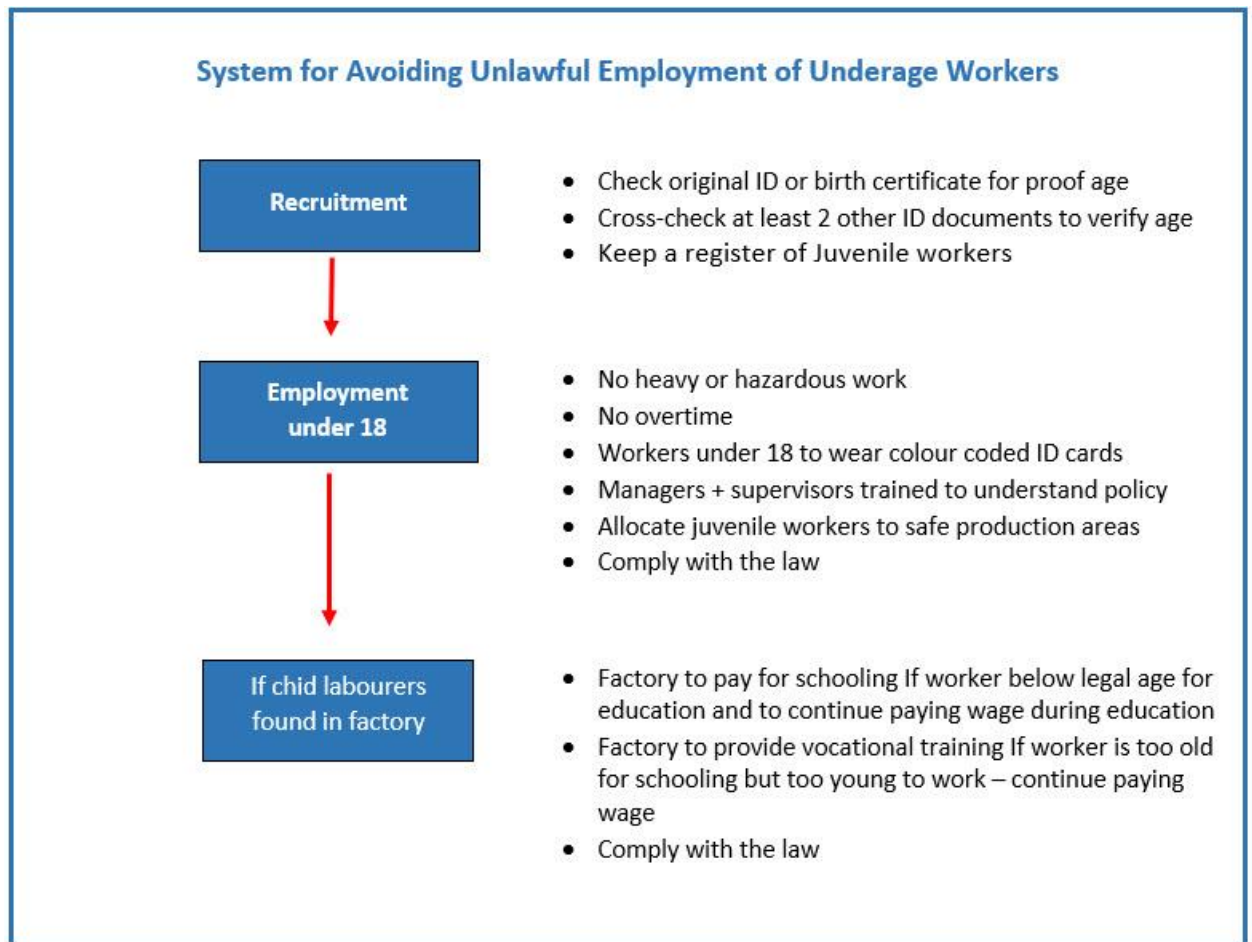 System for Avoiding Unlawful Employment of Underage Workers
Recruitment
• Check original ID or birth certificate for proof age
• Cross-check at least 2 other ID documents to verify age
• Keep a register of Juvenile workers
Employment
under 18
• No heavy or hazardous work
• No overtime
• Workers under 18 to wear colour coded ID cards
• Managers + supervisors trained to understand policy
• Allocate juvenile workers to safe production areas
• Comply with the law
If chid labourers
found in factory
• Factory to pay for schooling If worker below legal age for
education and to continue paying wage during education
• Factory to provide vocational training If worker is too old
for schooling but too young to work – continue paying
wage
• Comply with the law